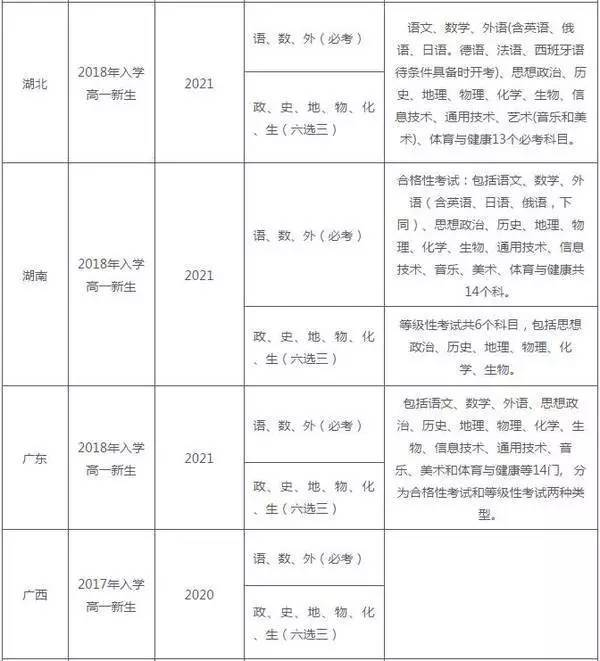 湖北
2018年入学
高一新生
2021
语、数、外（必考）
政、史、地、物、化
、生（六选三）
语文、数学、外语(含英语、俄
语、日语。德语、法语、西班牙语
待条件具备时开考)、思想政治、历
史、地理、物理、化学、生物、信
息技术、通用技术、艺术(音乐和美
术)、体育与健康13个必考科目。
湖南
2018年入学
高一新生
2021
语、数、外（必考）
合格性考试：包括语文、数学、外
语（含英语、日语、俄语，下
同）、思想政治、历史、地理、物
理、化学、生物、通用技术、信息
技术、音乐、美术、体育与健康共
14个科。
政、史、地、物、化
、生（六选三）
等级性考试共6个科目，包括思想
政治、历史、地理、物理、化
学、生物。
广东
2018年入学
高一新生
2021
语、数、外（必考）
政、史、地、物、化
、生（六选三）
包括语文、数学、外语、思想政
治、历史、地理、物理、化学、生
物、信息技术、通用技术、音
乐、美术和体育与健康等14门, 分
为合格性考试和等级性考试两种类
型。
广西
2017年入学
高一新生
2020
语、数、外（必考）
政、史、地、物、化
、生（六选三）